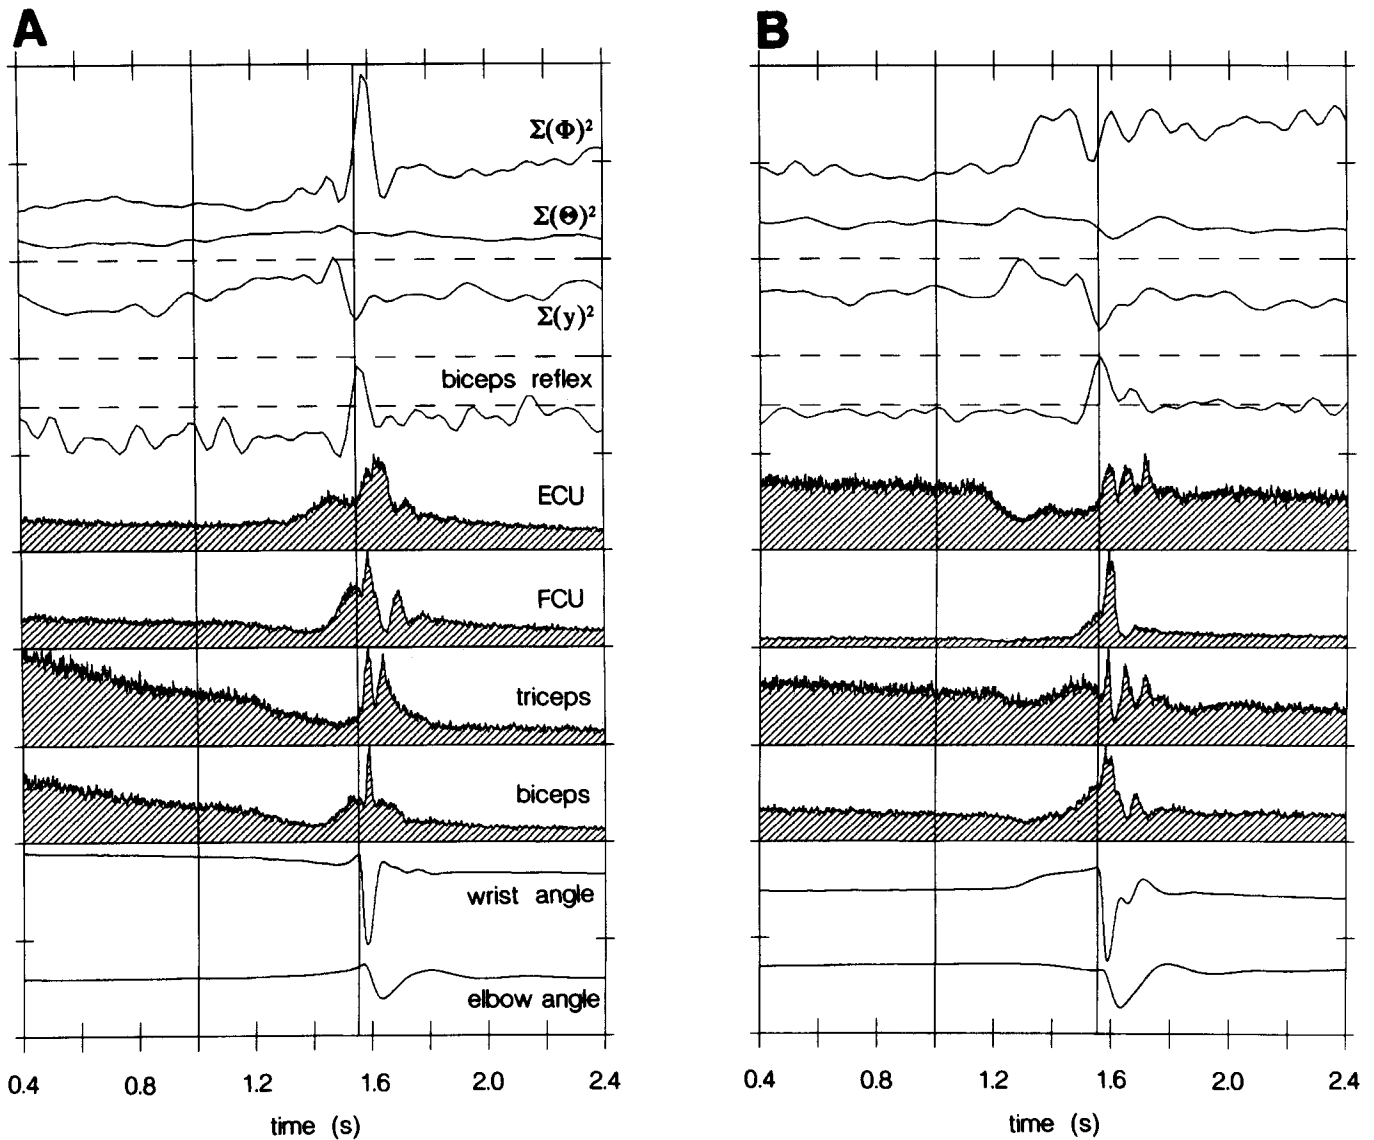 A
B
Σ(Φ)²
Σ(Θ)²
Σ(y)²
biceps reflex
ECU
FCU
triceps
biceps
wrist angle
elbow angle
0.4 0.8 1.2 1.6 2.0 2.4
time (s)
0.4 0.8 1.2 1.6 2.0 2.4
time (s)